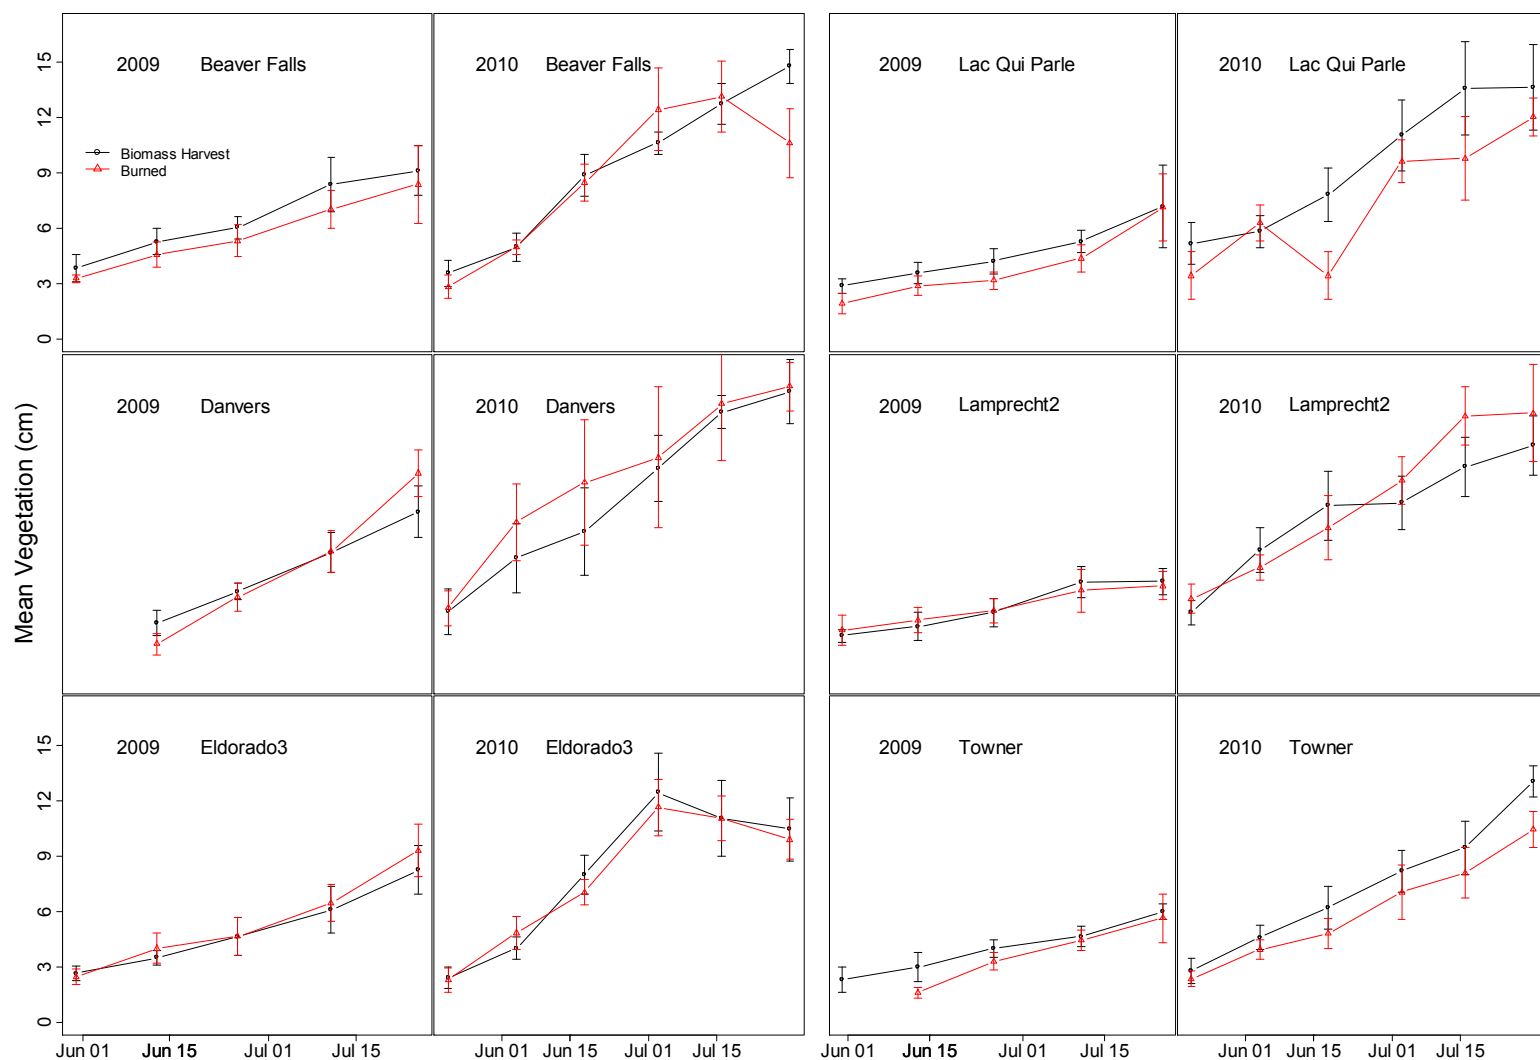 2009 Beaver Falls
2010 Beaver Falls
2009 Lac Qui Parle
2010 Lac Qui Parle
Biomass Harvest
Burned
15
12
9
6
3
0
Mean Vegetation (cm)
2009 Danvers
2010 Danvers
2009 Lamprecht2
2010 Lamprecht2
2009 Eldorado3
2010 Eldorado3
2009 Towner
2010 Towner
15
12
9
6
3
0
Jun 01 Jun 15 Jul 01 Jul 15
Jun 01 Jun 15 Jul 01 Jul 15
Jun 01 Jun 15 Jul 01 Jul 15
Jun 01 Jun 15 Jul 01 Jul 15